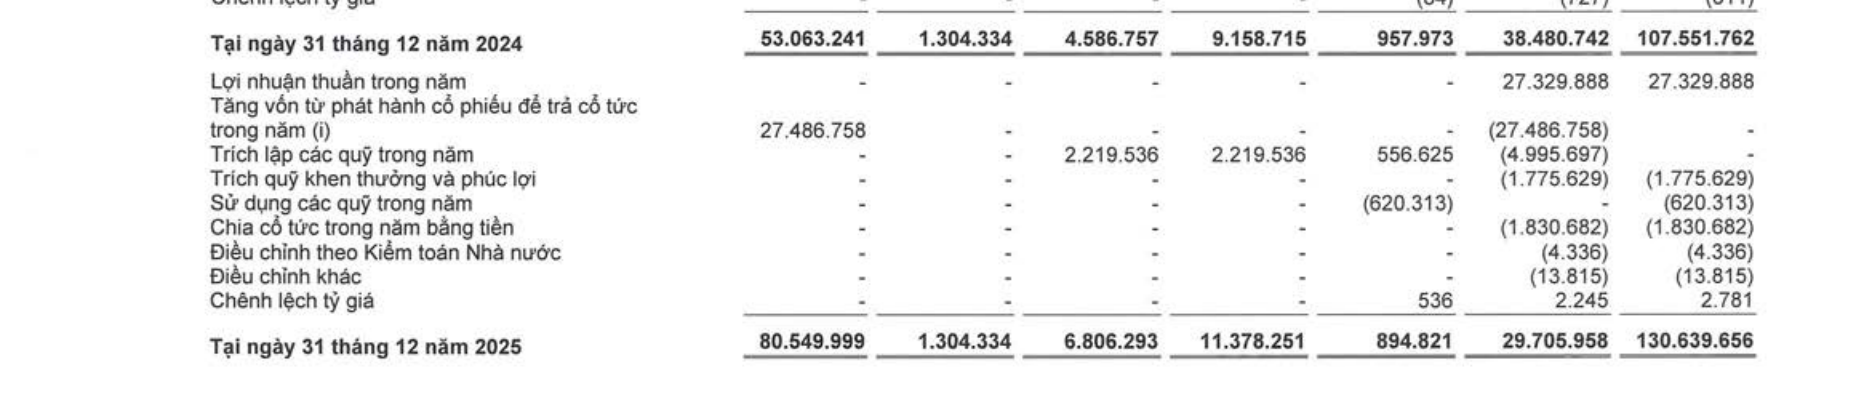 Tại ngày 31 tháng 12 năm 2024 53.063.241 1.304.334 4.586.757 9.158.715 957.973 38.480.742 107.551.762
Lợi nhuận thuần trong năm - - - - - 27.329.888 27.329.888
Tăng vốn từ phát hành cổ phiếu để trả cổ tức
trong năm (i) 27.486.758 - - - - (27.486.758) -
Trích lập các quỹ trong năm - - 2.219.536 2.219.536 556.625 (4.995.697) -
Trích quỹ khen thưởng và phúc lợi - - - - - (1.775.629) (1.775.629)
Sử dụng các quỹ trong năm - - - - (620.313) - (620.313)
Chia cổ tức trong năm bằng tiền - - - - - (1.830.682) (1.830.682)
Điều chỉnh theo Kiểm toán Nhà nước - - - - - (4.336) (4.336)
Điều chỉnh khác - - - - - (13.815) (13.815)
Chênh lệch tỷ giá - - - - 536 2.245 2.781
Tại ngày 31 tháng 12 năm 2025 80.549.999 1.304.334 6.806.293 11.378.251 894.821 29.705.958 130.639.656